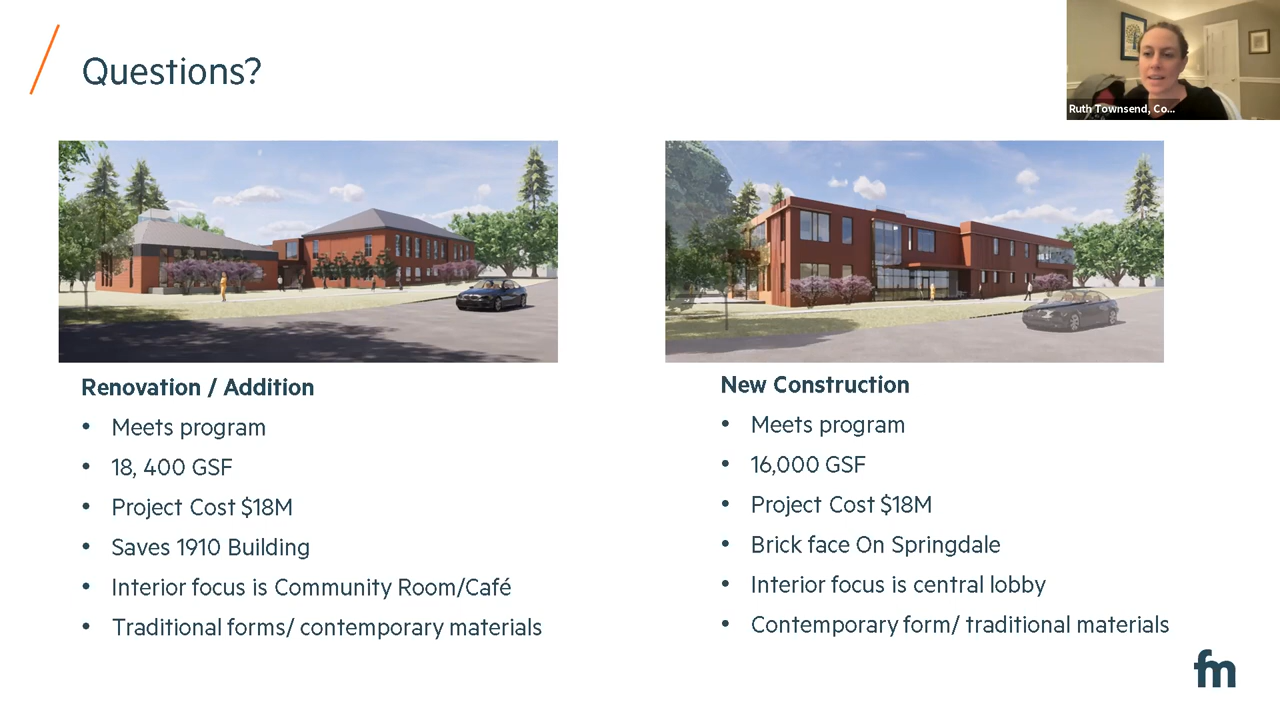 Questions?
Ruth Townsend, Co...
Renovation / Addition
• Meets program
• 18, 400 GSF
• Project Cost $18M
• Saves 1910 Building
• Interior focus is Community Room/Café
• Traditional forms/ contemporary materials
New Construction
• Meets program
• 16,000 GSF
• Project Cost $18M
• Brick face On Springdale
• Interior focus is central lobby
• Contemporary form/ traditional materials
fm